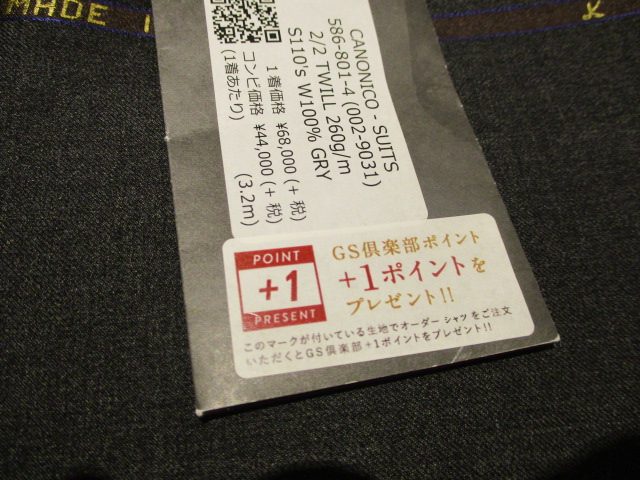 MADE I
CANONICO - SUITS
586-801-4 (002-9031)
2/2 TWILL 260g/m
S110's W100% GRY
1着価格 ¥68,000 (+ 税)
コンビ価格 ¥44,000 (+ 税)
(1着あたり)
(3.2m)
POINT
+1
PRESENT
GS倶楽部ポイント
+1ポイントを
プレゼント!!
このマークが付いている生地でオーダー シャツ をご注文
いただくとGS倶楽部+1ポイントをプレゼント!!